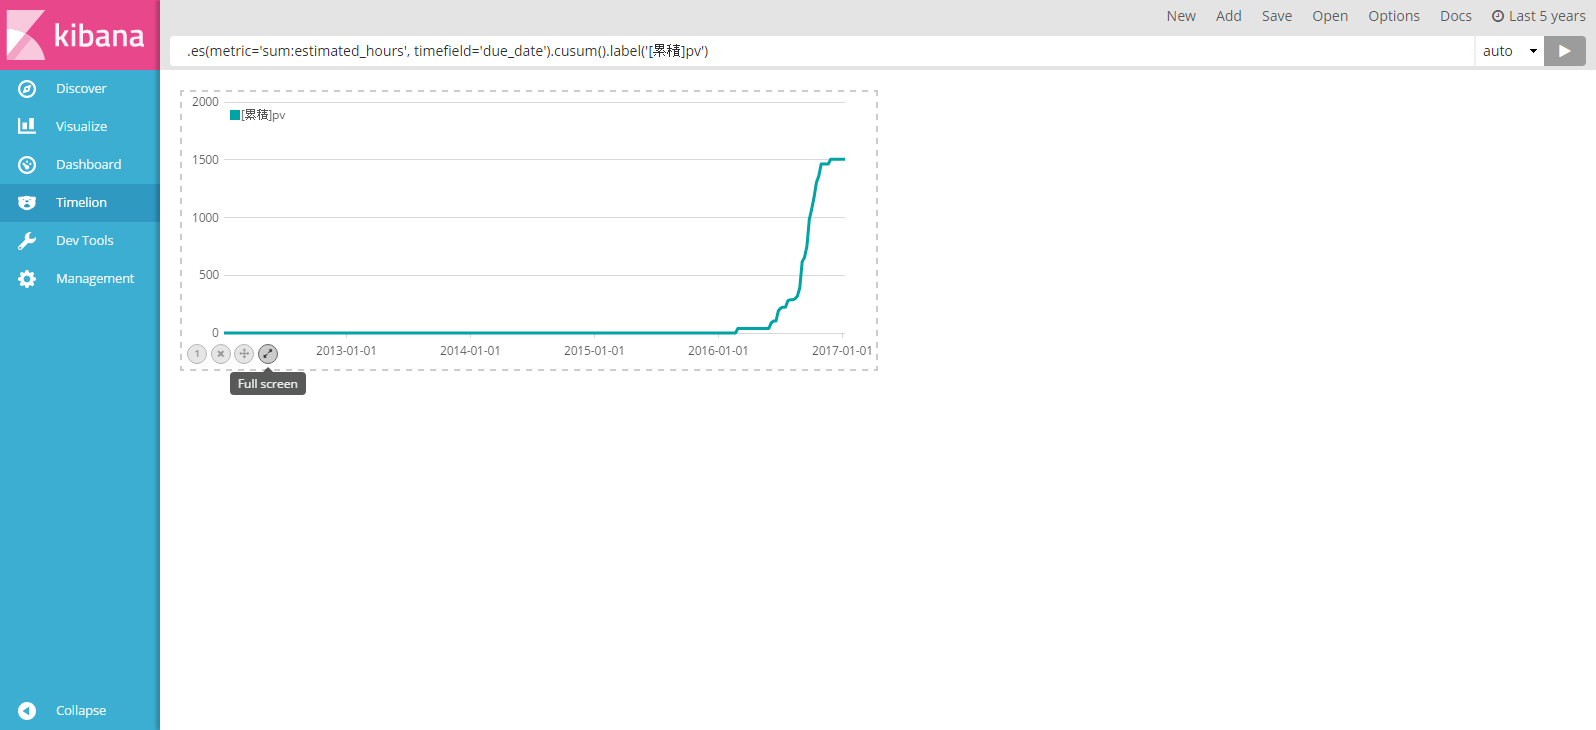 kibana
Discover
Visualize
Dashboard
Timelion
Dev Tools
Management
Collapse
New Add Save Open Options Docs Last 5 years
.es(metric='sum:estimated_hours', timefield='due_date').cusum().label('[累積]pv')
auto
[累積]pv
2000
1500
1000
500
0
2013-01-01 2014-01-01 2015-01-01 2016-01-01 2017-01-01
1
Full screen